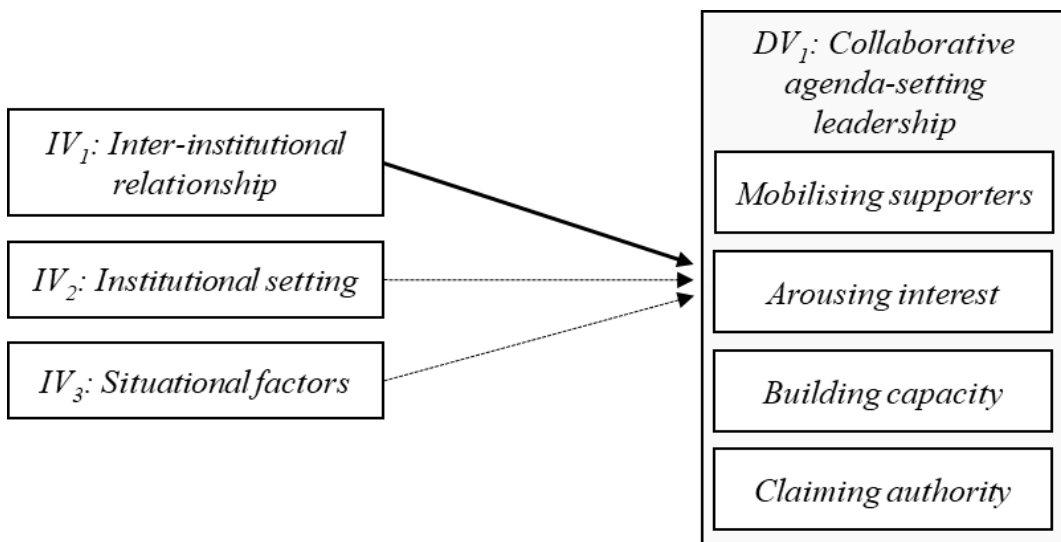 IV₁: Inter-institutional
relationship
IV₂: Institutional setting
IV₃: Situational factors
DV₁: Collaborative
agenda-setting
leadership
Mobilising supporters
Arousing interest
Building capacity
Claiming authority